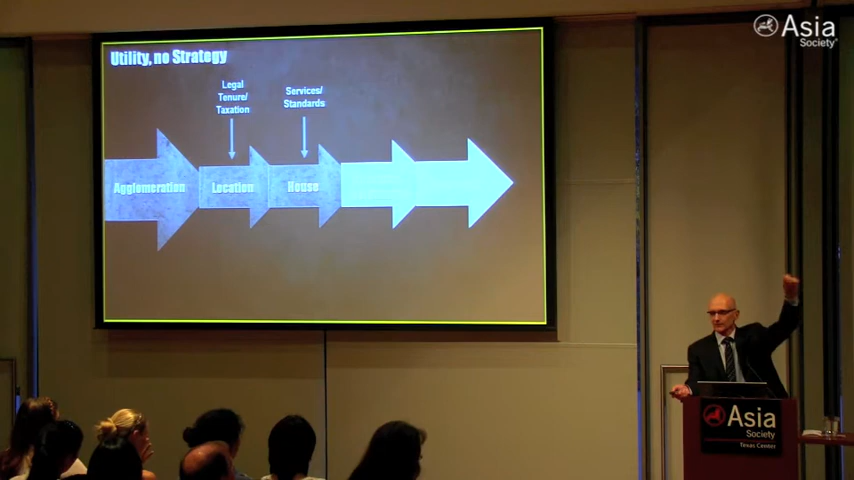 Asia
Society
Utility, no Strategy
Legal
Tenure/
Taxation
Services/
Standards
Agglomeration
Location
House
Asia
Society
Texas Center